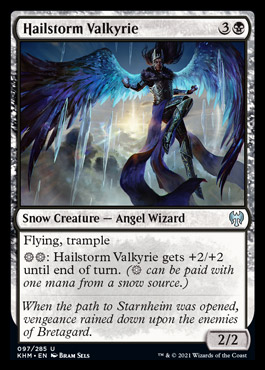 Hailstorm Valkyrie 3
Snow Creature — Angel Wizard
Flying, trample
: Hailstorm Valkyrie gets +2/+2
until end of turn. ( can be paid with
one mana from a snow source.)
When the path to Starnheim was opened,
vengeance rained down upon the enemies
of Bretagard.
2/2
097/285 U
KHM • EN Bram Sels
™ & © 2021 Wizards of the Coast